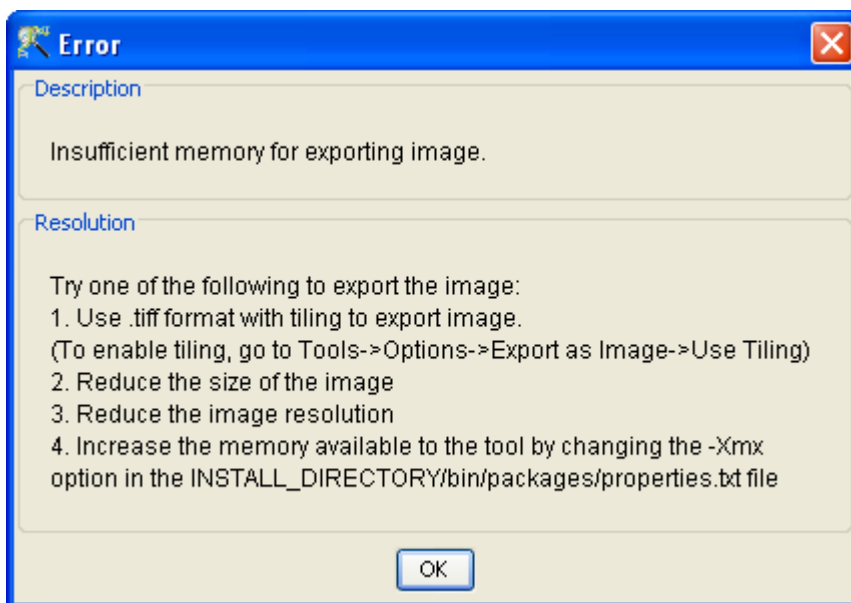 Error
Description
Insufficient memory for exporting image.
Resolution
Try one of the following to export the image:
1. Use .tiff format with tiling to export image.
(To enable tiling, go to Tools->Options->Export as Image->Use Tiling)
2. Reduce the size of the image
3. Reduce the image resolution
4. Increase the memory available to the tool by changing the -Xmx
option in the INSTALL_DIRECTORY/bin/packages/properties.txt file
OK